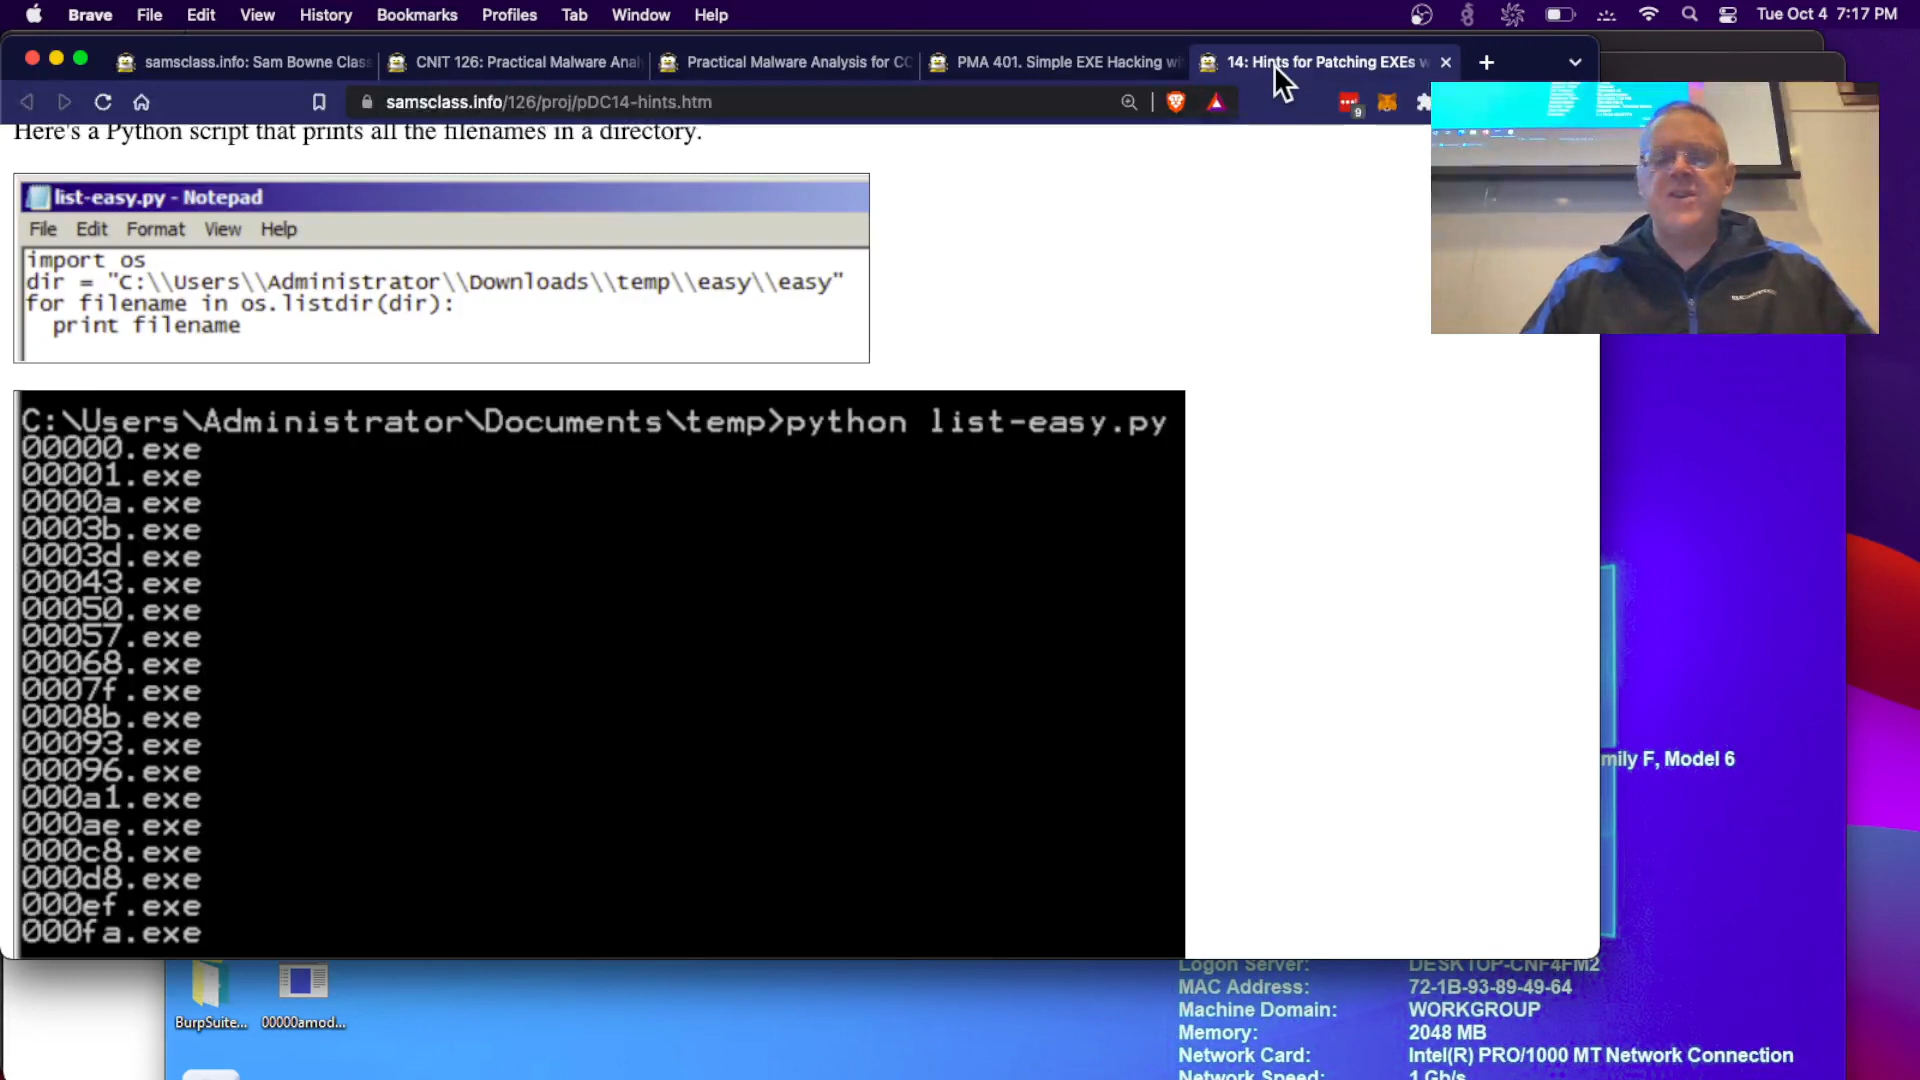 Brave File Edit View History Bookmarks Profiles Tab Window Help
Tue Oct 4 7:17 PM
samsclass.info: Sam Bowne Class
CNIT 126: Practical Malware Anal
Practical Malware Analysis for CC
PMA 401. Simple EXE Hacking wi
14: Hints for Patching EXEs w
samsclass.info/126/proj/pDC14-hints.htm
9
Here's a Python script that prints all the filenames in a directory.
list-easy.py - Notepad
File Edit Format View Help
import os
dir = "C:\\Users\\Administrator\\Downloads\\temp\\easy\\easy"
for filename in os.listdir(dir):
print filename
C:\Users\Administrator\Documents\temp>python list-easy.py
00000.exe
00001.exe
0000a.exe
0003b.exe
0003d.exe
00043.exe
00050.exe
00057.exe
00068.exe
0007f.exe
0008b.exe
00093.exe
00096.exe
000a1.exe
000ae.exe
000c8.exe
000d8.exe
000ef.exe
000fa.exe
mily F, Model 6
Logon Server: DESKTOP-CNF4FM2
MAC Address: 72-1B-93-89-49-64
Machine Domain: WORKGROUP
Memory: 2048 MB
Network Card: Intel(R) PRO/1000 MT Network Connection
Network Speed: 1 Gb/s
BurpSuite...
00000amod...